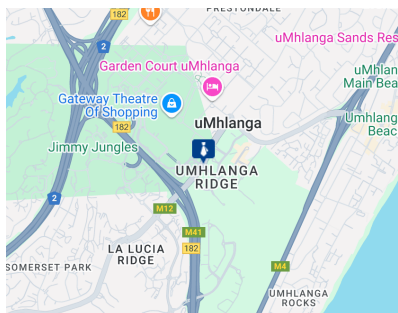 PRESTONDALE
182
2
uMhlanga Sands Res
Garden Court uMhlanga
uMhlan
Main Bea
Gateway Theatre
Of Shopping
uMhlanga
Umhlang
Beac
182
Jimmy Jungles
UMHLANGA
RIDGE
2
M12
M41
LA LUCIA
RIDGE
182
SOMERSET PARK
M4
UMHLANGA
ROCKS